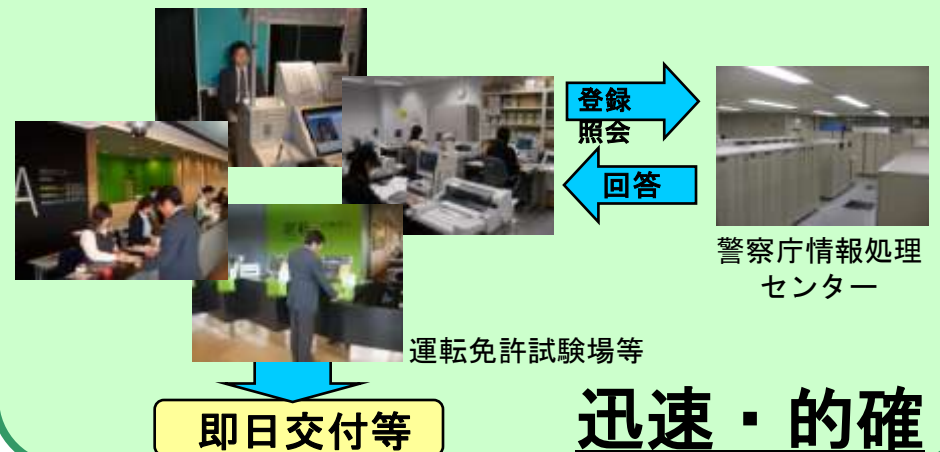 登録
照会
回答
警察庁情報処理
センター
運転免許試験場等
即日交付等
迅速・的確